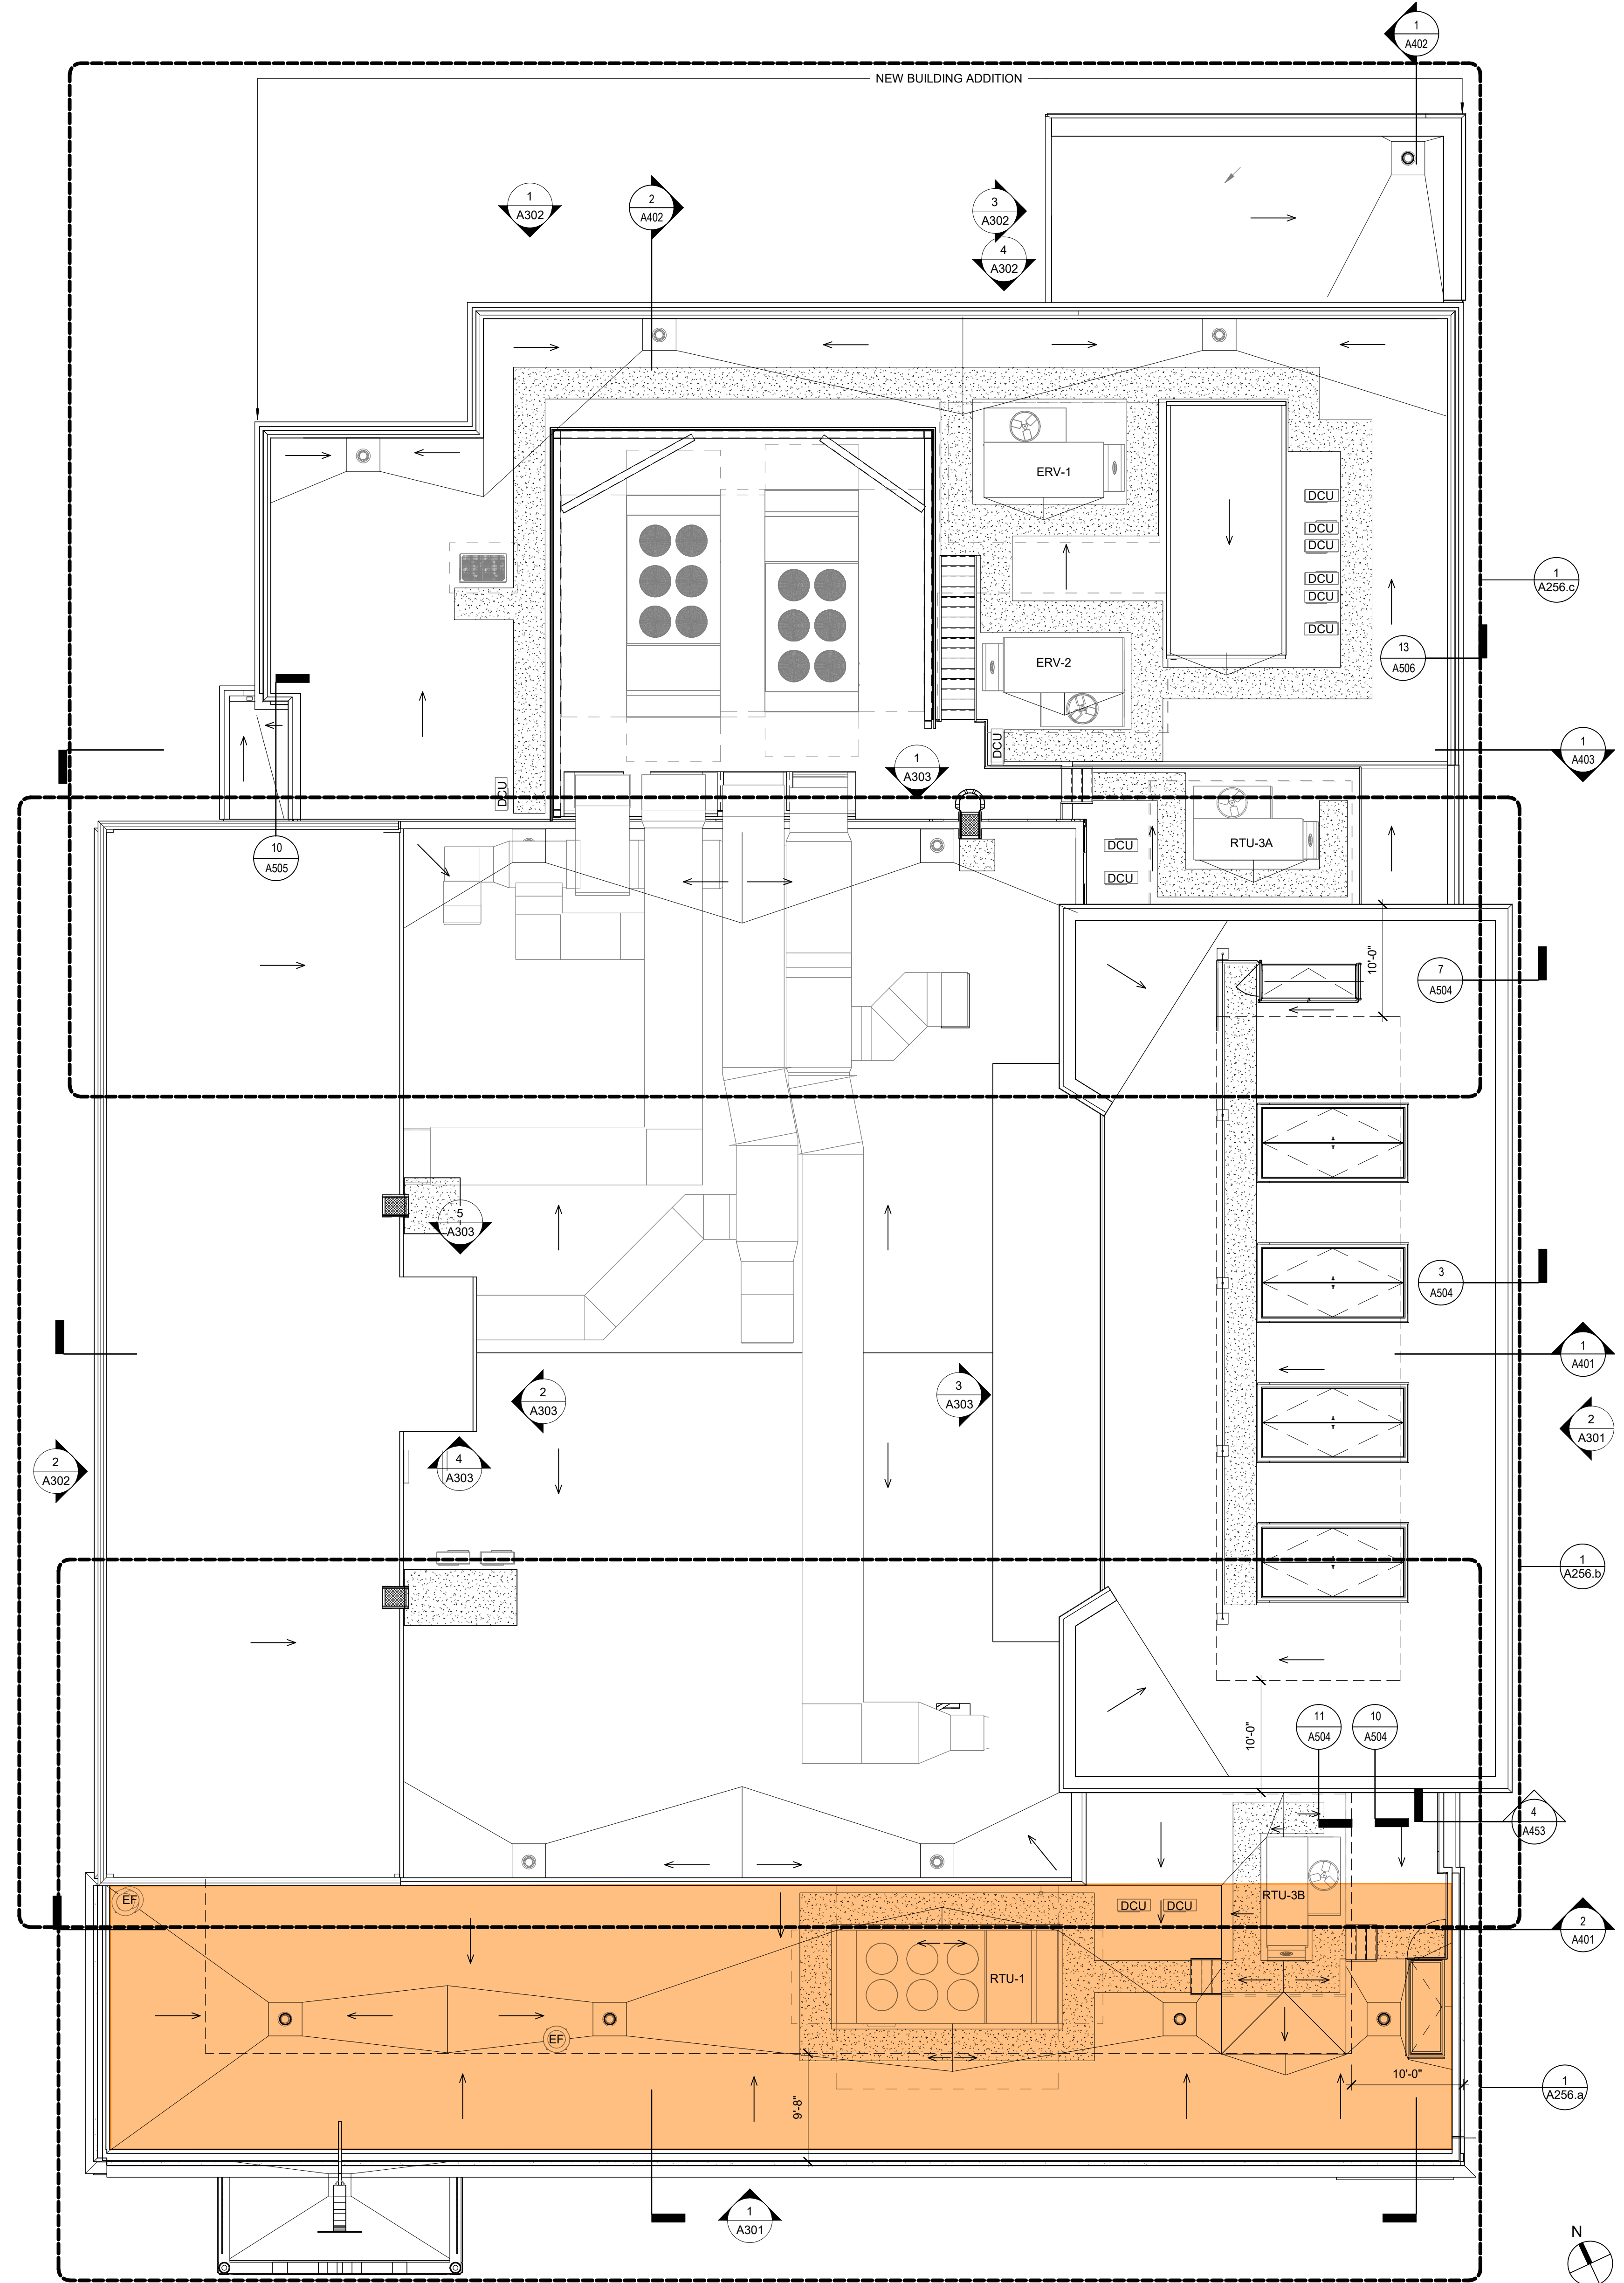 1
A402
NEW BUILDING ADDITION
1
A302
2
A402
3
A302
4
A302
ERV-1
DCU
DCU
DCU
DCU
DCU
DCU
1
A256.c
13
A506
ERV-2
DCU
1
A403
1
A303
DCU
10
A505
DCU
DCU
RTU-3A
10'-0"
7
A504
5
A303
3
A504
1
A401
2
A303
3
A303
2
A301
4
A303
2
A302
1
A256.b
10'-0"
11
A504
10
A504
4
A453
EF
DCU
DCU
RTU-3B
2
A401
RTU-1
EF
10'-0"
1
A256.a
9'-8"
1
A301
N